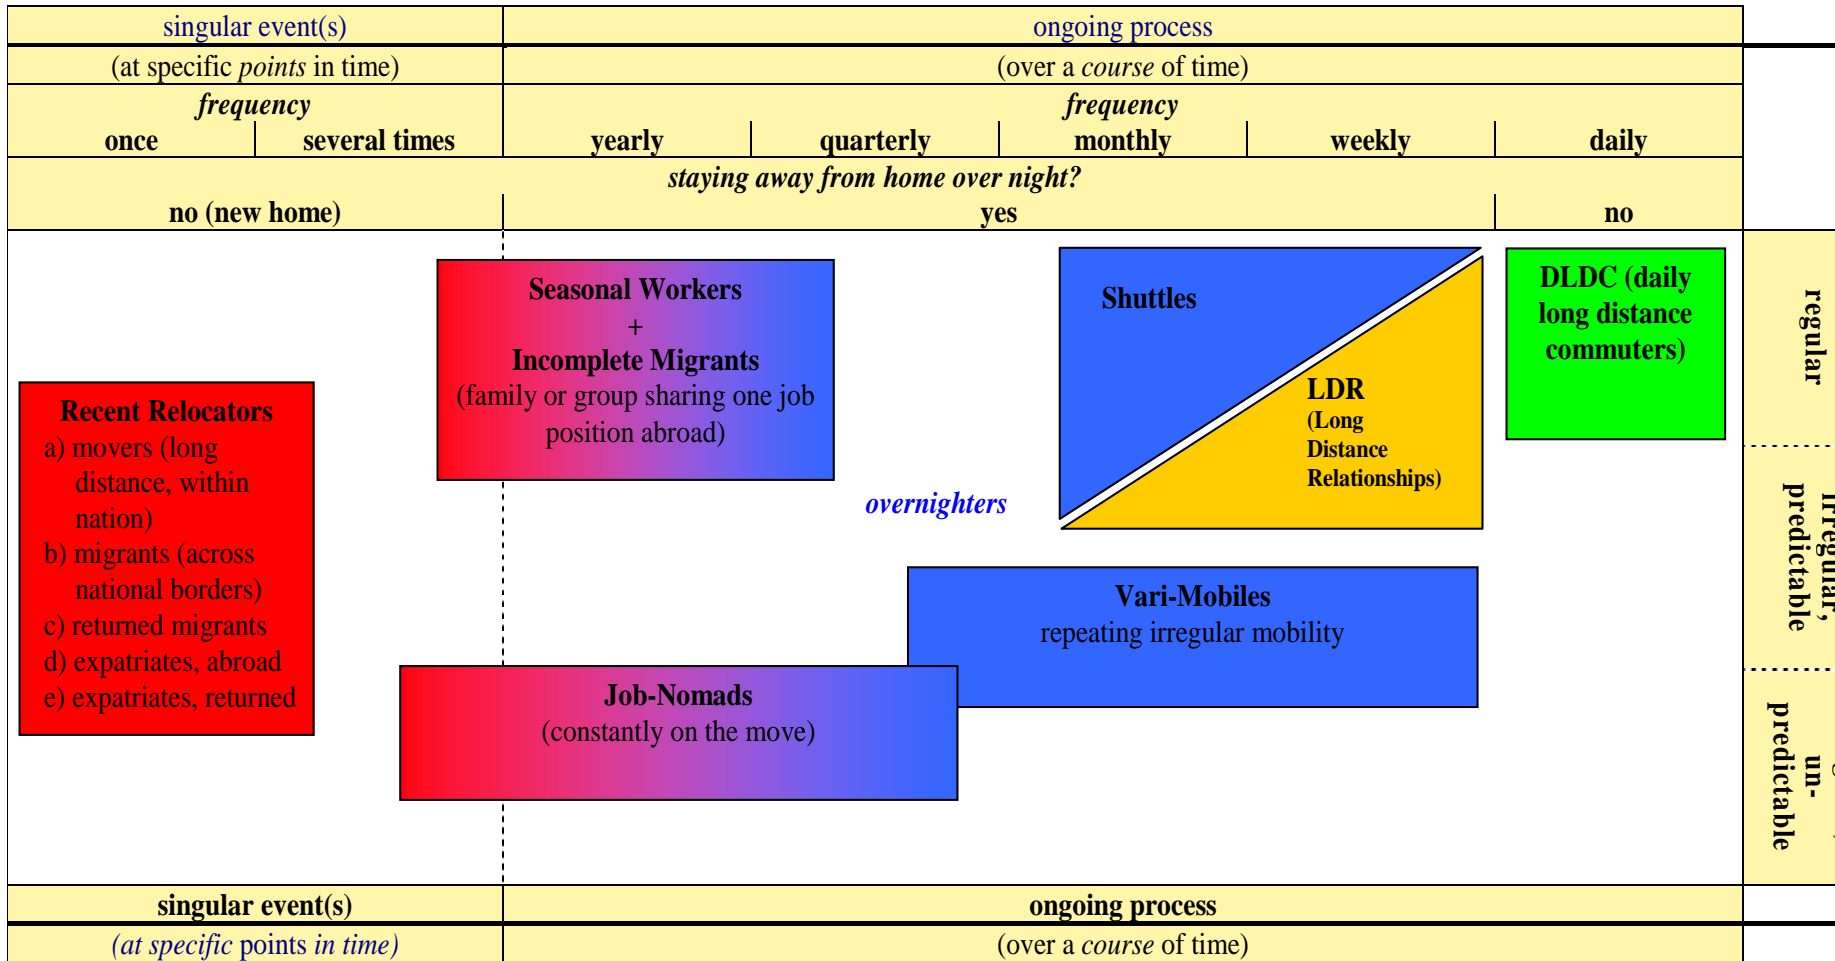 singular event(s) ongoing process
(at specific points in time) (over a course of time)
frequency frequency
once several times yearly quarterly monthly weekly daily
staying away from home over night?
no (new home) yes no
Seasonal Workers
+
Incomplete Migrants
(family or group sharing one job
position abroad)
Shuttles
LDR
(Long
Distance
Relationships)
DLDC (daily
long distance
commuters)
regular
Recent Relocators
a) movers (long
distance, within
nation)
b) migrants (across
national borders)
c) returned migrants
d) expatriates, abroad
e) expatriates, returned
overnighters
irregular,
predictable
Vari-Mobiles
repeating irregular mobility
Job-Nomads
(constantly on the move)
un-
predictable
singular event(s) ongoing process
(at specific points in time) (over a course of time)